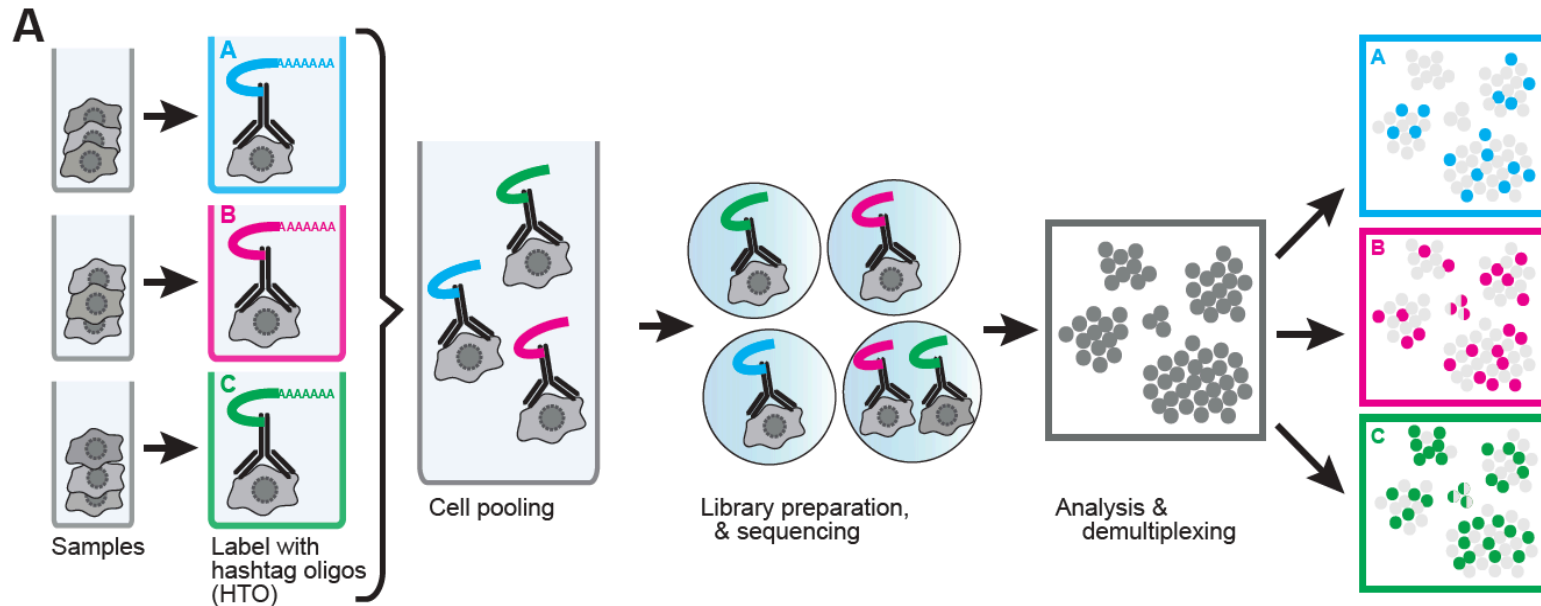 A
A
AAAAAAA
B
AAAAAAA
C
AAAAAAA
Samples
Label with
hashtag oligos
(HTO)
Cell pooling
Library preparation,
& sequencing
Analysis &
demultiplexing
A
B
C